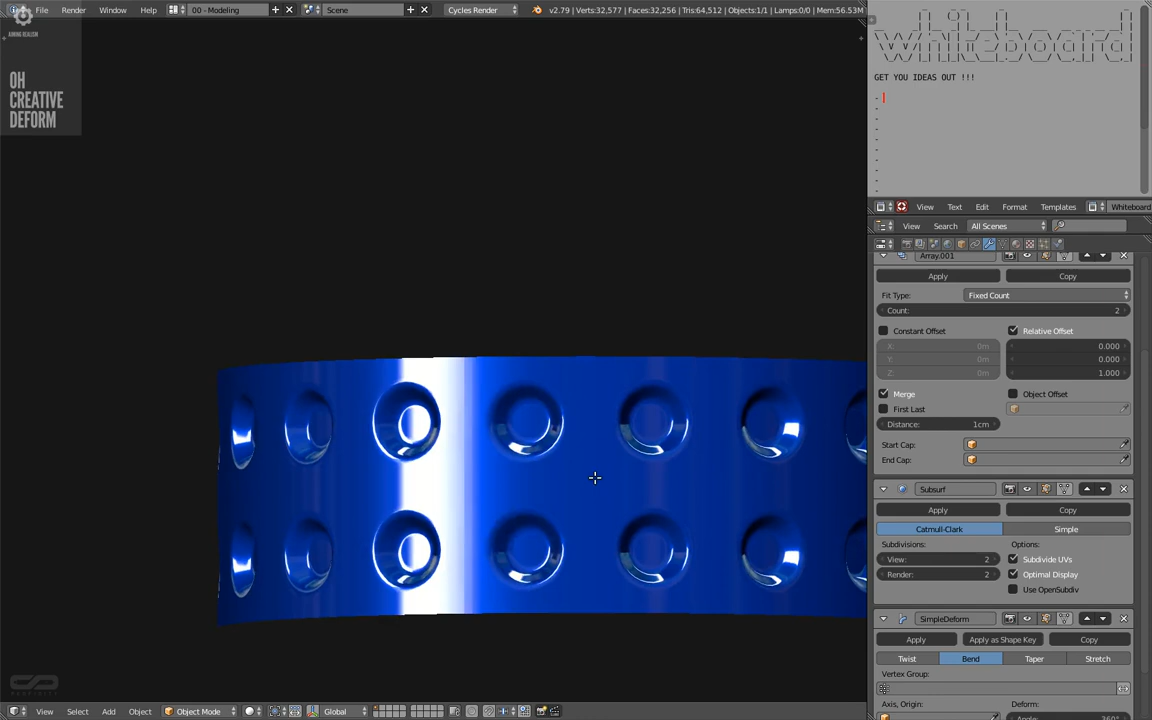 File Render Window Help 00 - Modeling Scene Cycles Render v2.79 | Verts:32,577 | Faces:32,256 | Tris:64,512 | Objects:1/1 | Lamps:0/0 | Mem:56.53M
OH
CREATIVE
DEFORM
whiteboard
GET YOU IDEAS OUT !!!
-
-
-
-
-
-
-
-
-
-
View Text Edit Format Templates Whiteboard
View Search All Scenes
Array.001
Apply Copy
Fit Type: Fixed Count
Count: 2
Constant Offset Relative Offset
X: 0m 0.000
Y: 0m 0.000
Z: 0m 1.000
Merge Object Offset
First Last
Distance: 1cm
Start Cap:
End Cap:
Subsurf
Apply Copy
Catmull-Clark Simple
Subdivisions: Options:
View: 2 Subdivide UVs
Render: 2 Optimal Display
Use OpenSubdiv
SimpleDeform
Apply Apply as Shape Key Copy
Twist Bend Taper Stretch
Vertex Group:
Axis, Origin: Deform:
Angle: 360°
View Select Add Object Object Mode Global